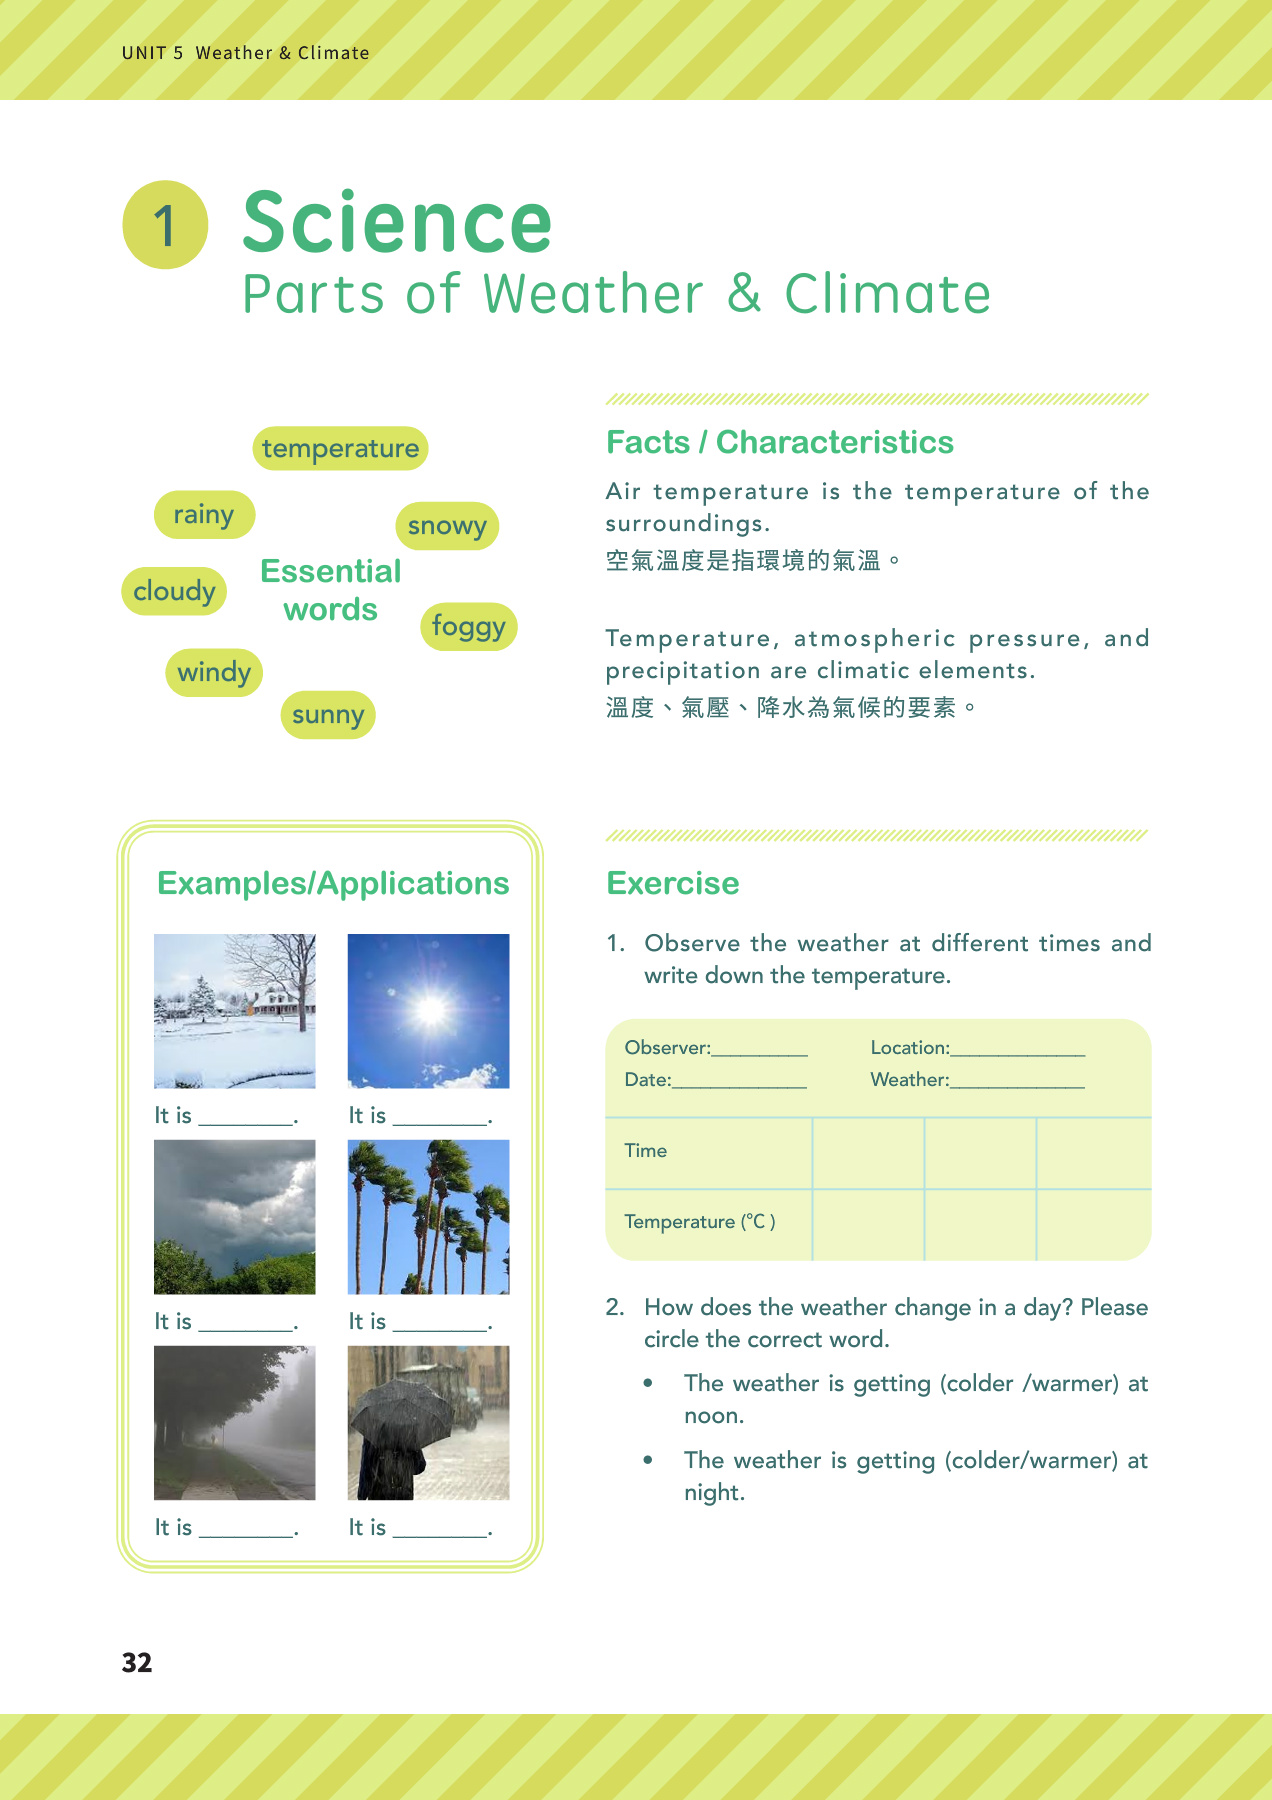 UNIT 5 Weather & Climate
1
Science
Parts of Weather & Climate
temperature
rainy
snowy
Essential
words
cloudy
foggy
windy
sunny
Facts / Characteristics
Air temperature is the temperature of the
surroundings.
空氣溫度是指環境的氣溫。
Temperature, atmospheric pressure, and
precipitation are climatic elements.
溫度、氣壓、降水為氣候的要素。
Examples/Applications
It is ________.
It is ________.
It is ________.
It is ________.
It is ________.
It is ________.
Exercise
1. Observe the weather at different times and
write down the temperature.
Observer:__________ Location:______________
Date:______________ Weather:______________
Time
Temperature (°C )
2. How does the weather change in a day? Please
circle the correct word.
• The weather is getting (colder /warmer) at
noon.
• The weather is getting (colder/warmer) at
night.
32